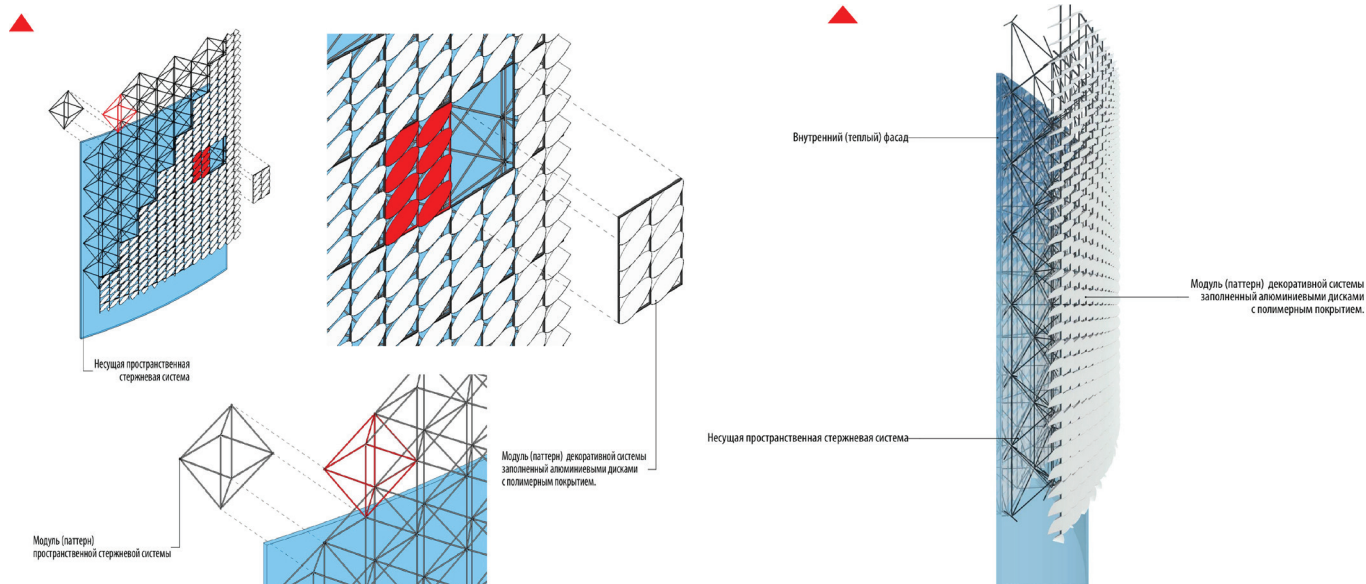 Несущая пространственная
стержневая система
Модуль (паттерн)
пространственной стержневой системы
Модуль (паттерн) декоративной системы
заполненный алюминиевыми дисками
с полимерным покрытием.
Внутренний (теплый) фасад
Несущая пространственная стержневая система
Модуль (паттерн) декоративной системы
заполненный алюминиевыми дисками
с полимерным покрытием.